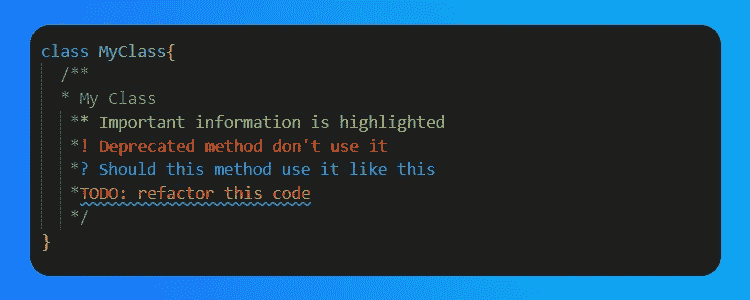 class MyClass{
/**
* My Class
** Important information is highlighted
*! Deprecated method don't use it
*? Should this method use it like this
*TODO: refactor this code
*/
}